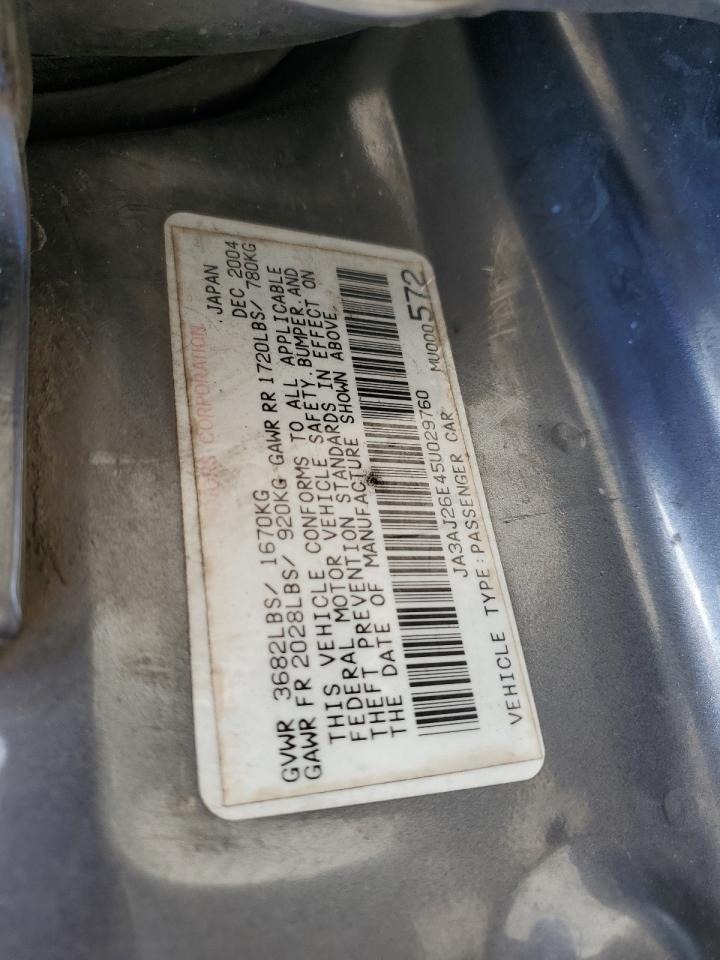 CORPORATION JAPAN
DEC 2004
GVWR 3682LBS/ 1670KG
GAWR FR 2028LBS/ 920KG GAWR RR 1720LBS/ 780KG
THIS VEHICLE CONFORMS TO ALL APPLICABLE
FEDERAL MOTOR VEHICLE SAFETY.BUMPER.AND
THEFT PREVENTION STANDARDS IN EFFECT ON
THE DATE OF MANUFACTURE SHOWN ABOVE.
JA3AJ26E45U029760 MU000572
VEHICLE TYPE:PASSENGER CAR